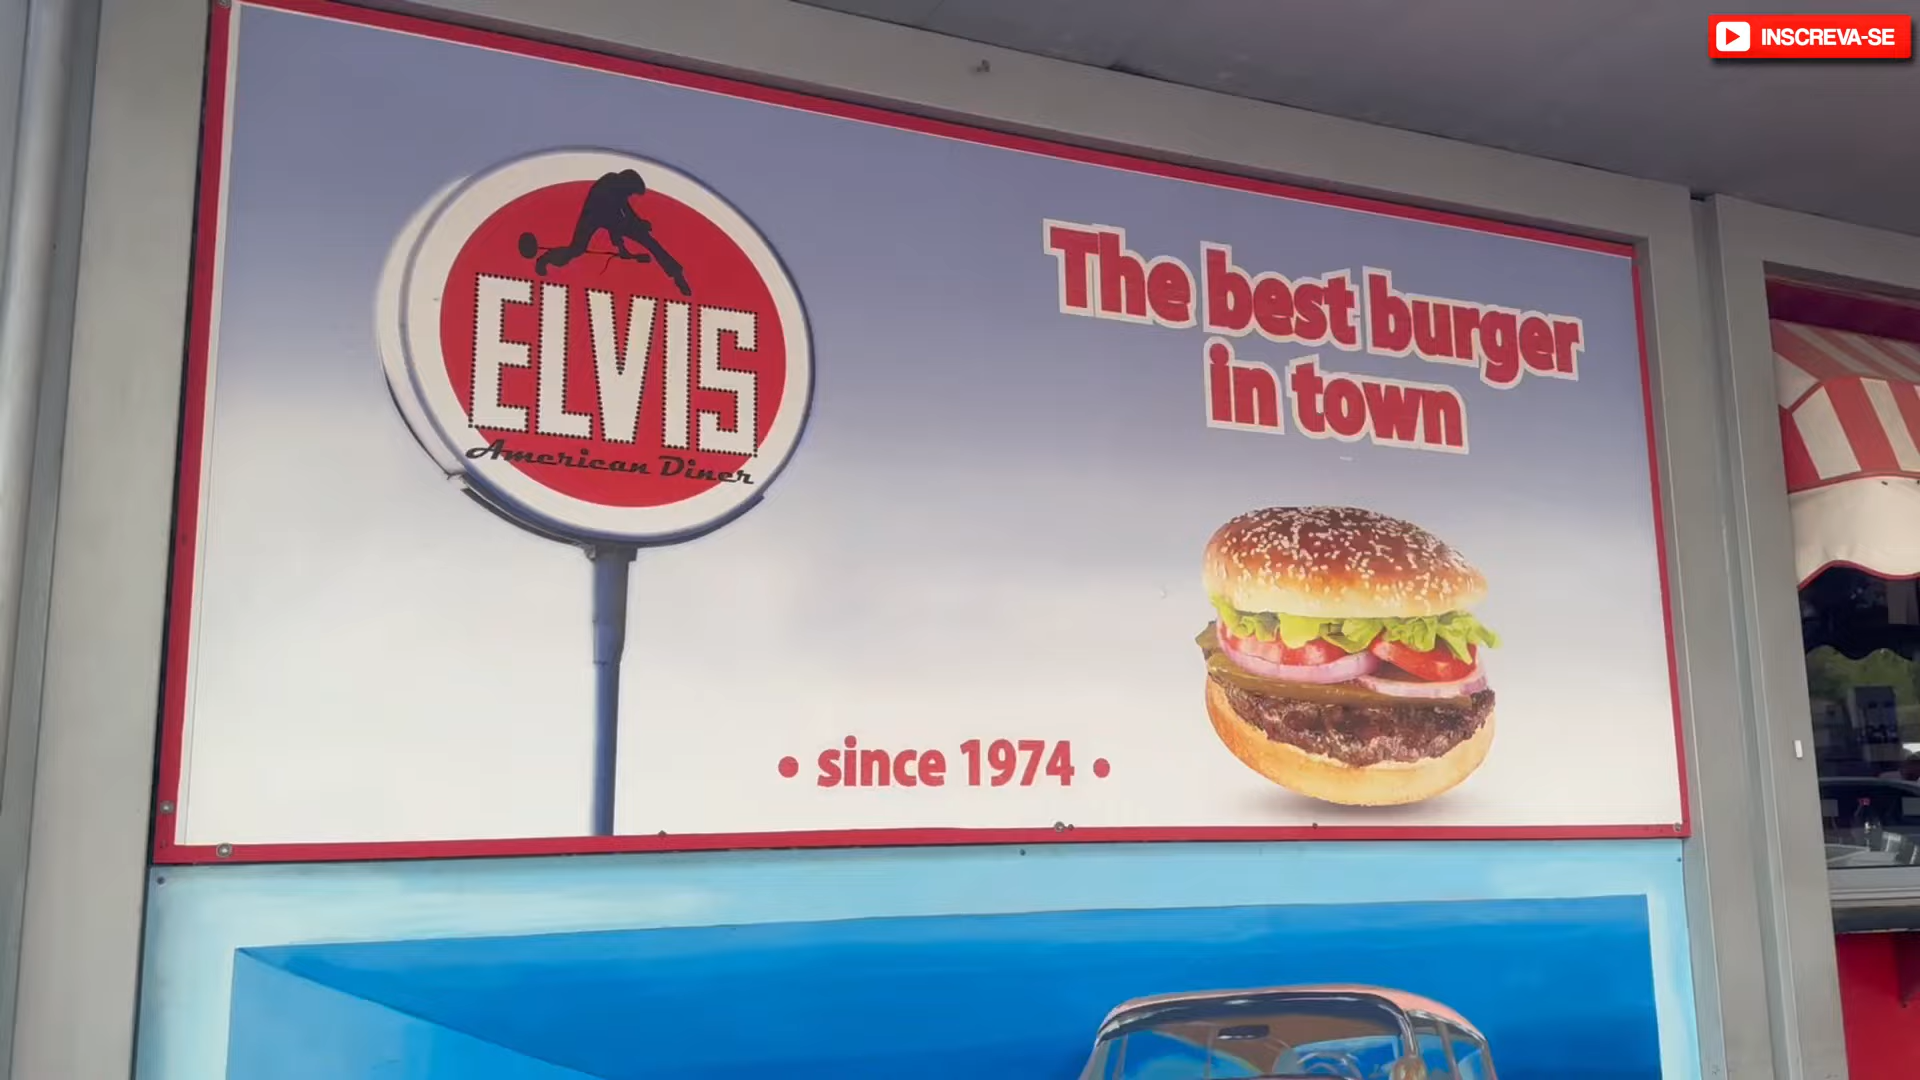 INSCREVA-SE
ELVIS
American Diner
The best burger
in town
• since 1974 •